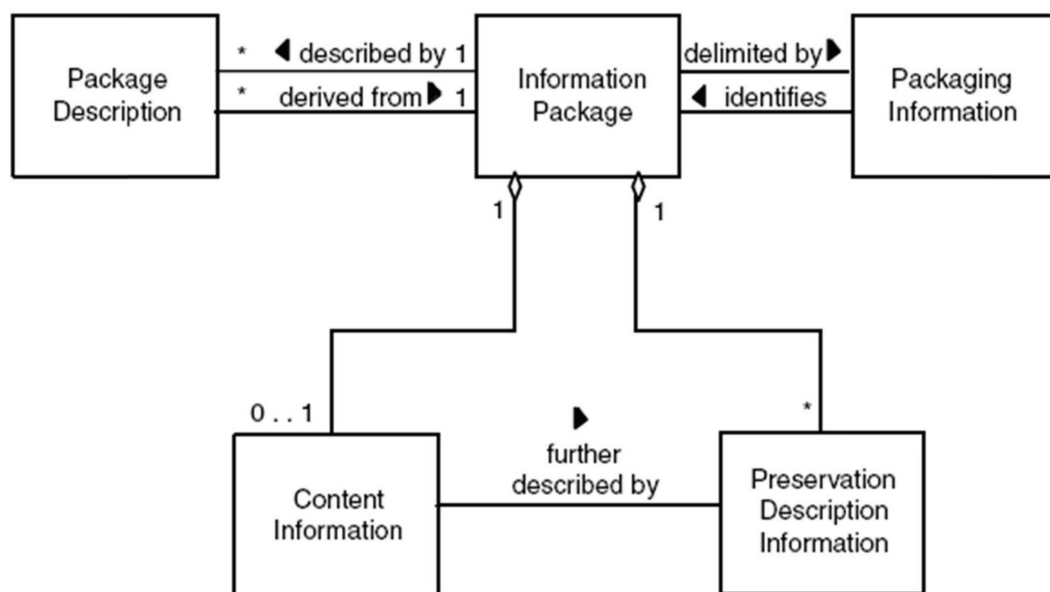 Package
Description
* described by 1
* derived from 1
Information
Package
delimited by
identifies
Packaging
Information
1
1
0 . . 1
*
Content
Information
further
described by
Preservation
Description
Information